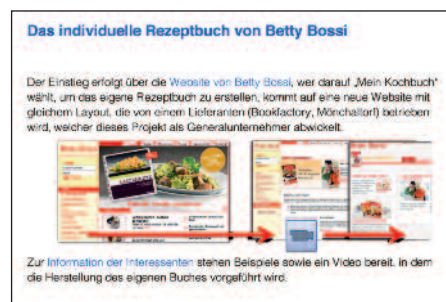 Das individuelle Rezeptbuch von Betty Bossi
Der Einstieg erfolgt über die Website von Betty Bossi, wer darauf „Mein Kochbuch"
wählt, um das eigene Rezeptbuch zu erstellen, kommt auf eine neue Website mit
gleichem Layout, die von einem Lieferanten (Bookfactory, Mönchaltorf) betrieben
wird, welcher dieses Projekt als Generalunternehmer abwickelt.
Zur Information der Interessenten stehen Beispiele sowie ein Video bereit, in dem
die Herstellung des eigenen Buches vorgeführt wird.